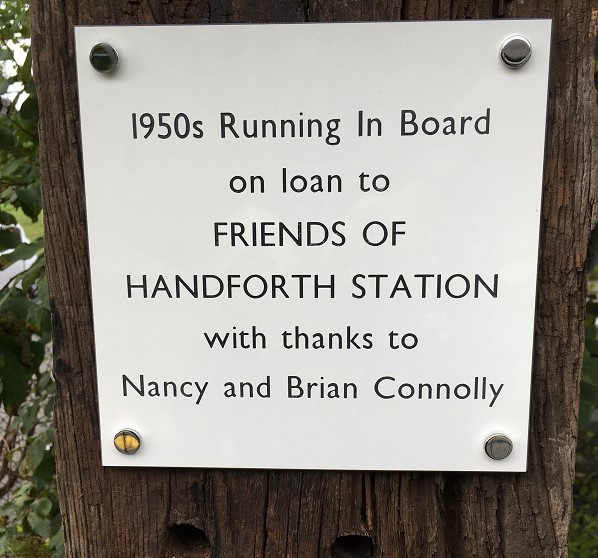 1950s Running In Board
on loan to
FRIENDS OF
HANDFORTH STATION
with thanks to
Nancy and Brian Connolly